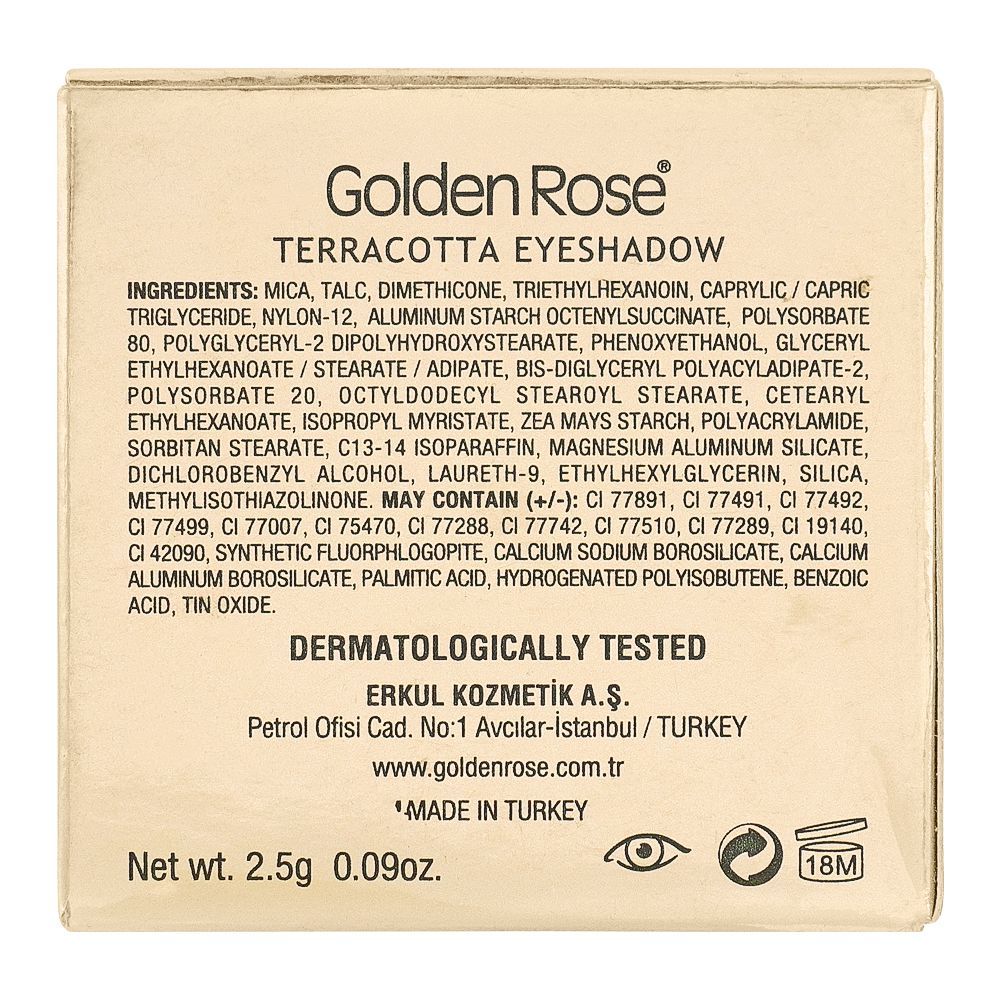 Golden Rose®
TERRACOTTA EYESHADOW
INGREDIENTS: MICA, TALC, DIMETHICONE, TRIETHYLHEXANOIN, CAPRYLIC / CAPRIC
TRIGLYCERIDE, NYLON-12, ALUMINUM STARCH OCTENYLSUCCINATE, POLYSORBATE
80, POLYGLYCERYL-2 DIPOLYHYDROXYSTEARATE, PHENOXYETHANOL, GLYCERYL
ETHYLHEXANOATE / STEARATE / ADIPATE, BIS-DIGLYCERYL POLYACYLADIPATE-2,
POLYSORBATE 20, OCTYLDODECYL STEAROYL STEARATE, CETEARYL
ETHYLHEXANOATE, ISOPROPYL MYRISTATE, ZEA MAYS STARCH, POLYACRYLAMIDE,
SORBITAN STEARATE, C13-14 ISOPARAFFIN, MAGNESIUM ALUMINUM SILICATE,
DICHLOROBENZYL ALCOHOL, LAURETH-9, ETHYLHEXYLGLYCERIN, SILICA,
METHYLISOTHIAZOLINONE. MAY CONTAIN (+/-): CI 77891, CI 77491, CI 77492,
CI 77499, CI 77007, CI 75470, CI 77288, CI 77742, CI 77510, CI 77289, CI 19140,
CI 42090, SYNTHETIC FLUORPHLOGOPITE, CALCIUM SODIUM BOROSILICATE, CALCIUM
ALUMINUM BOROSILICATE, PALMITIC ACID, HYDROGENATED POLYISOBUTENE, BENZOIC
ACID, TIN OXIDE.
DERMATOLOGICALLY TESTED
ERKUL KOZMETİK A.Ş.
Petrol Ofisi Cad. No:1 Avcılar-İstanbul / TURKEY
www.goldenrose.com.tr
MADE IN TURKEY
Net wt. 2.5g 0.09oz.
18M